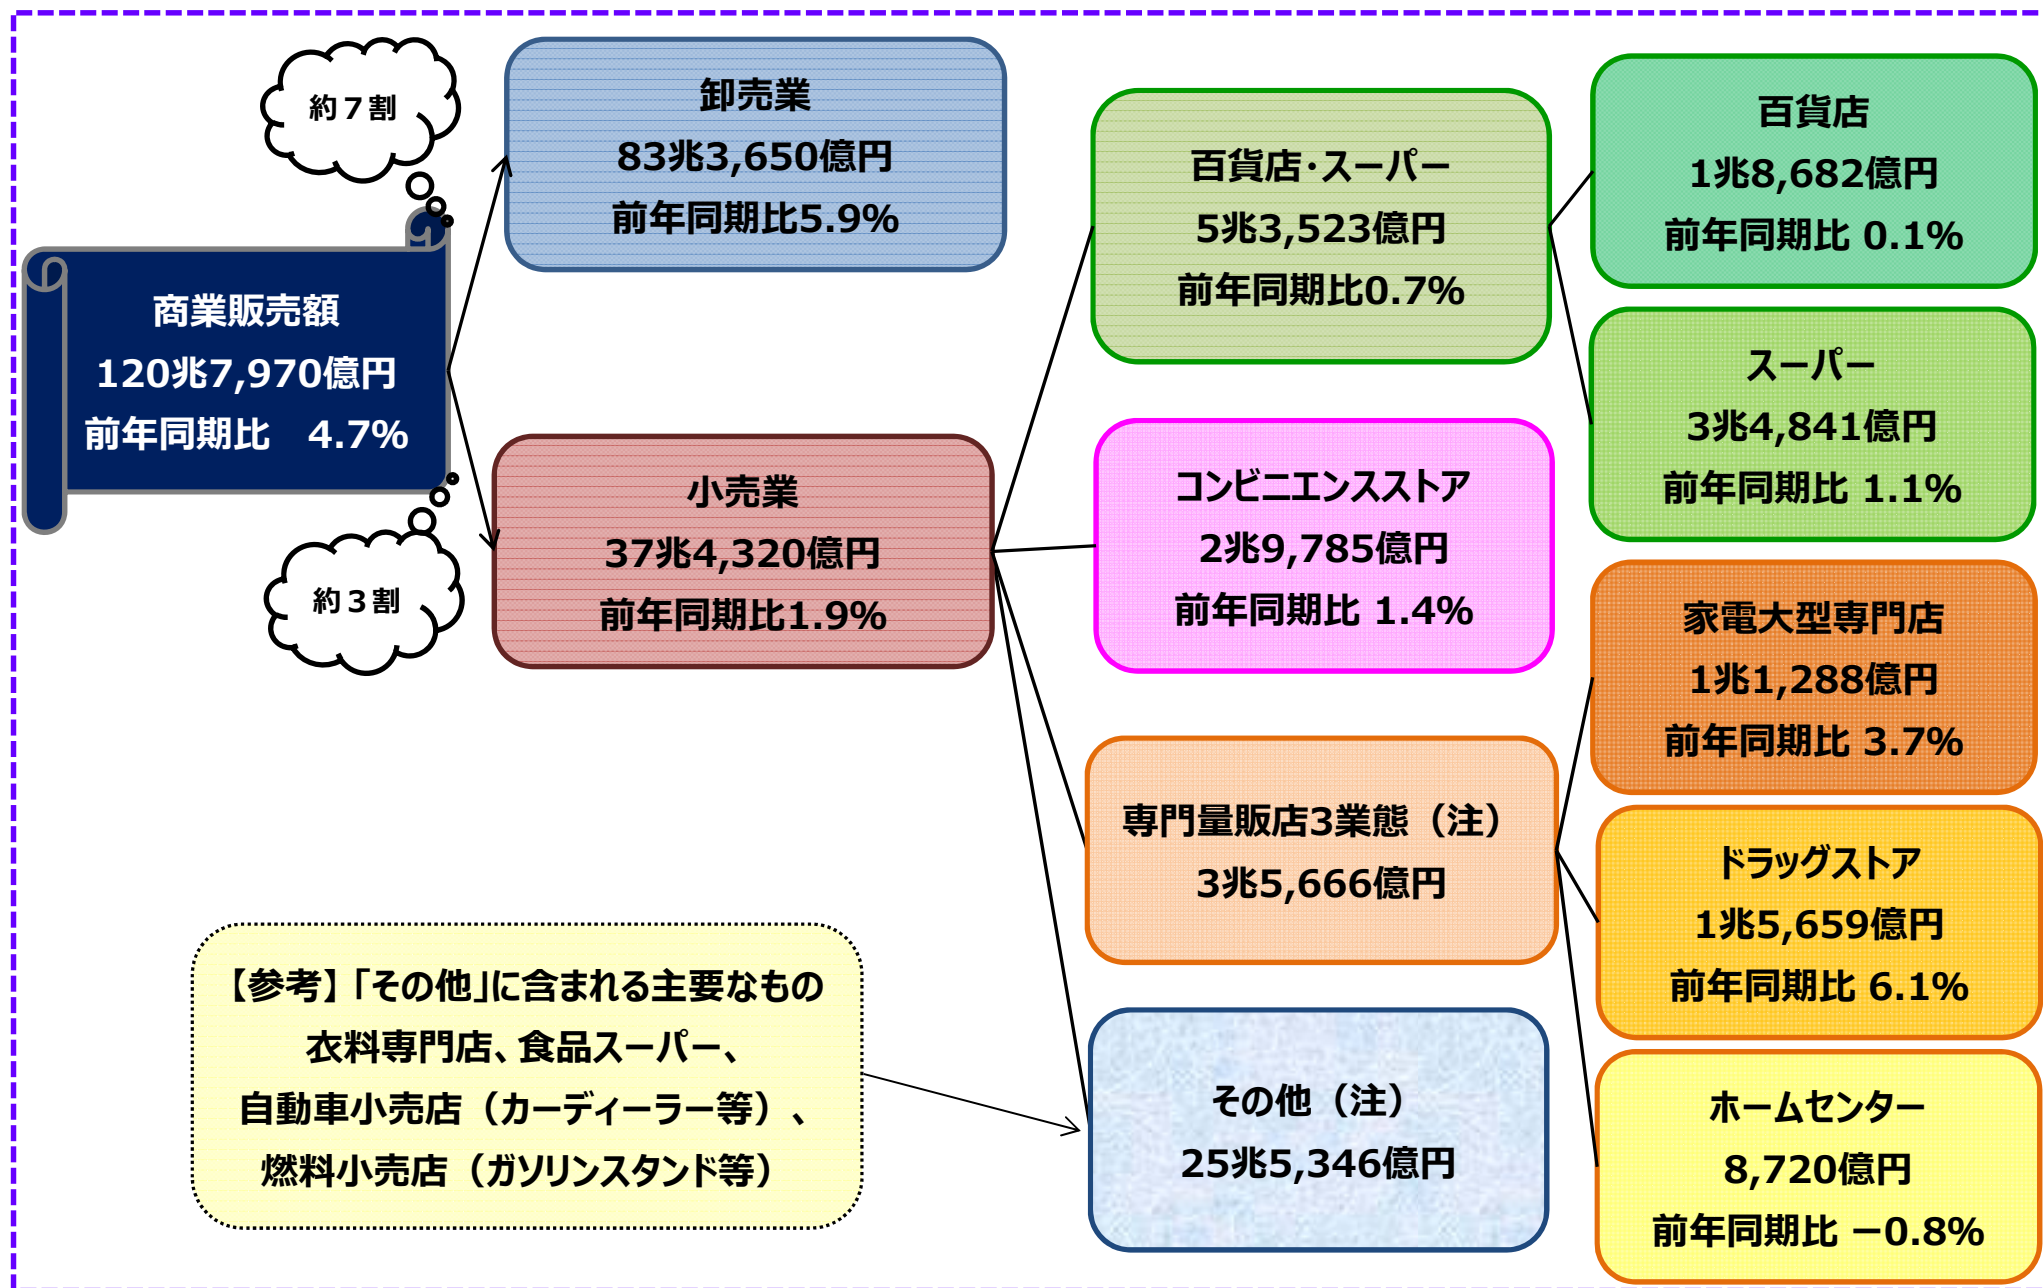 約７割
商業販売額
120兆7,970億円
前年同期比　4.7%
約３割
卸売業
83兆3,650億円
前年同期比5.9%
小売業
37兆4,320億円
前年同期比1.9%
百貨店・スーパー
5兆3,523億円
前年同期比0.7%
コンビニエンスストア
2兆9,785億円
前年同期比 1.4%
専門量販店3業態（注）
3兆5,666億円
その他（注）
25兆5,346億円
百貨店
1兆8,682億円
前年同期比 0.1%
スーパー
3兆4,841億円
前年同期比 1.1%
家電大型専門店
1兆1,288億円
前年同期比 3.7%
ドラッグストア
1兆5,659億円
前年同期比 6.1%
ホームセンター
8,720億円
前年同期比 －0.8%
【参考】「その他」に含まれる主要なもの
衣料専門店、食品スーパー、
自動車小売店（カーディーラー等）、
燃料小売店（ガソリンスタンド等）